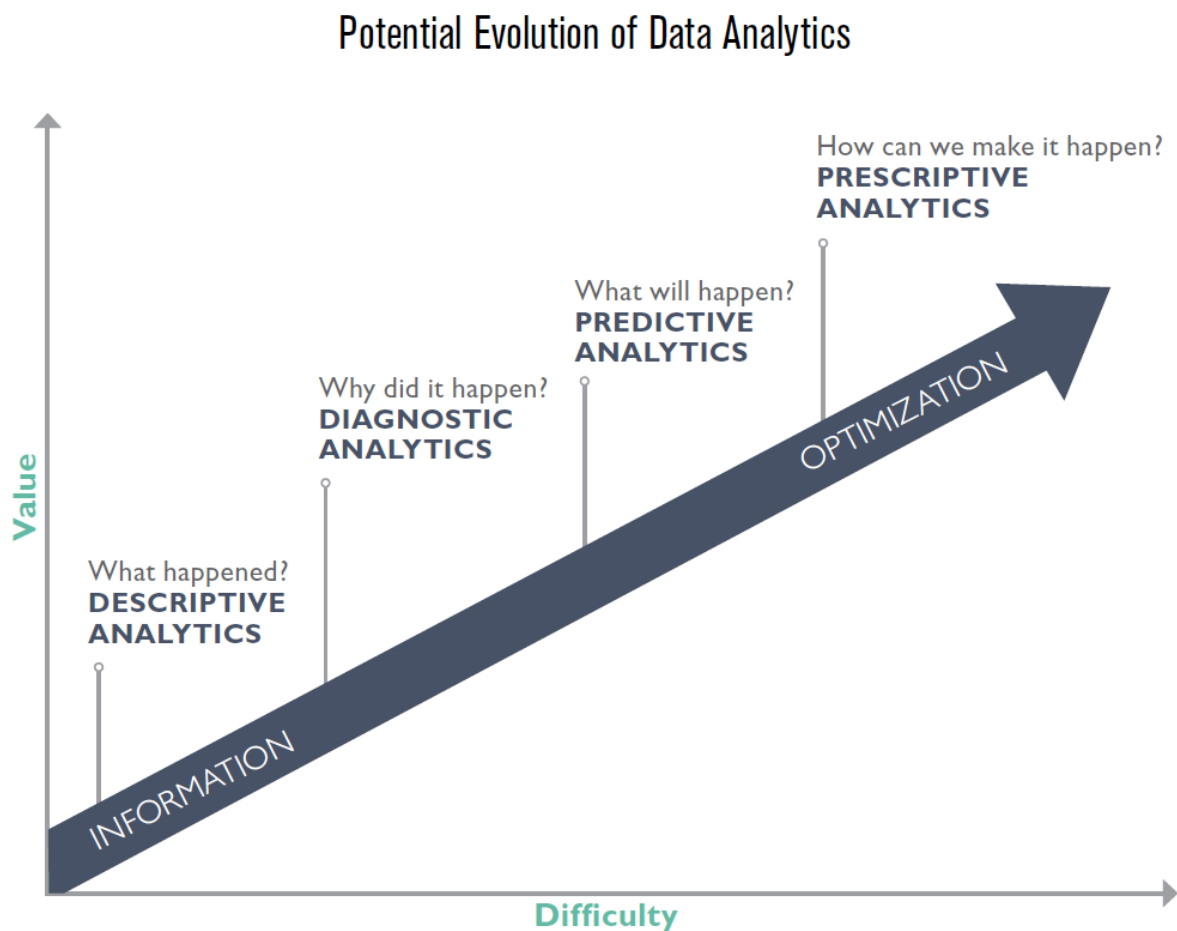 Potential Evolution of Data Analytics
How can we make it happen?
PRESCRIPTIVE
ANALYTICS
What will happen?
PREDICTIVE
ANALYTICS
Why did it happen?
DIAGNOSTIC
ANALYTICS
What happened?
DESCRIPTIVE
ANALYTICS
OPTIMIZATION
INFORMATION
Value
Difficulty